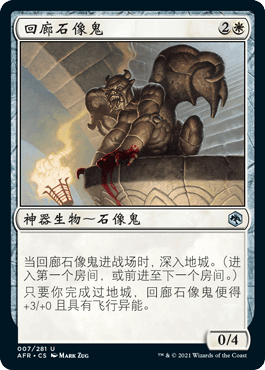 回廊石像鬼 2
神器生物～石像鬼
当回廊石像鬼进战场时，深入地城。（进
入第一个房间，或前进至下一个房间。）
只要你完成过地城，回廊石像鬼便得
+3/+0 且具有飞行异能。
0/4
007/281 U
AFR • CS MARK ZUG
™ & © 2021 Wizards of the Coast